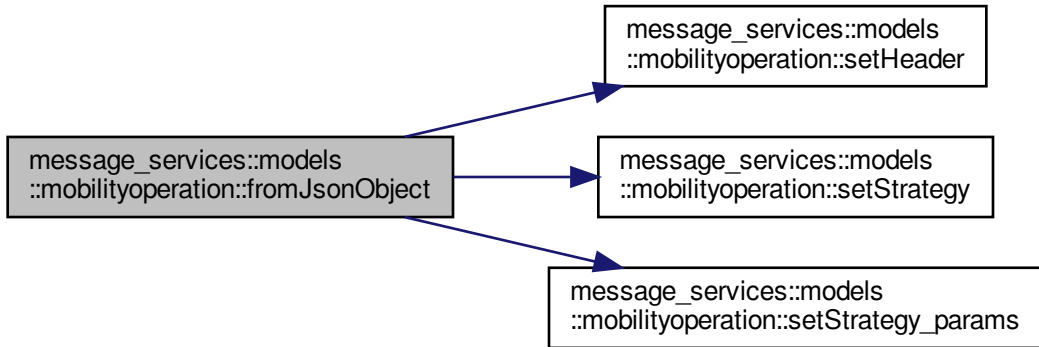 message_services::models
::mobilityoperation::setHeader
message_services::models
::mobilityoperation::fromJsonObject
message_services::models
::mobilityoperation::setStrategy
message_services::models
::mobilityoperation::setStrategy_params